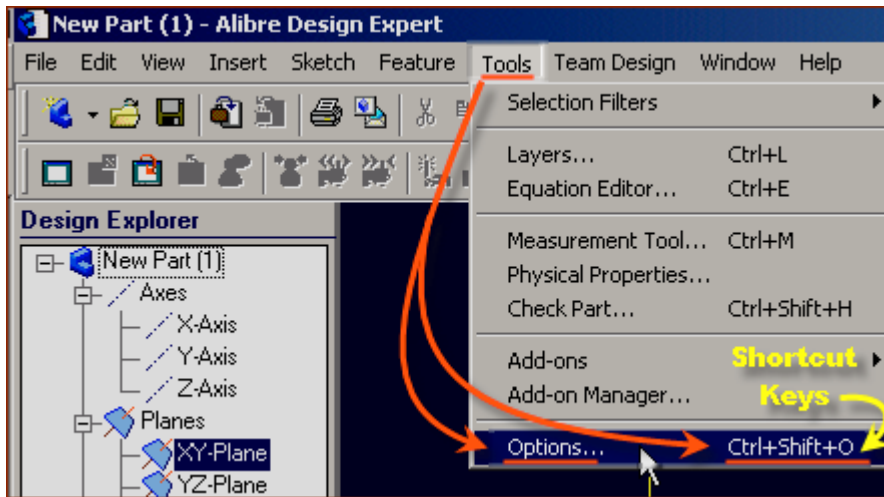 New Part (1) - Alibre Design Expert
File Edit View Insert Sketch Feature Tools Team Design Window Help
Selection Filters
Layers... Ctrl+L
Equation Editor... Ctrl+E
Design Explorer
Measurement Tool... Ctrl+M
New Part (1)
Physical Properties...
Axes
Check Part... Ctrl+Shift+H
X-Axis
Y-Axis
Add-ons
Shortcut
Z-Axis
Add-on Manager...
Keys
Planes
Options... Ctrl+Shift+O
XY-Plane
YZ-Plane